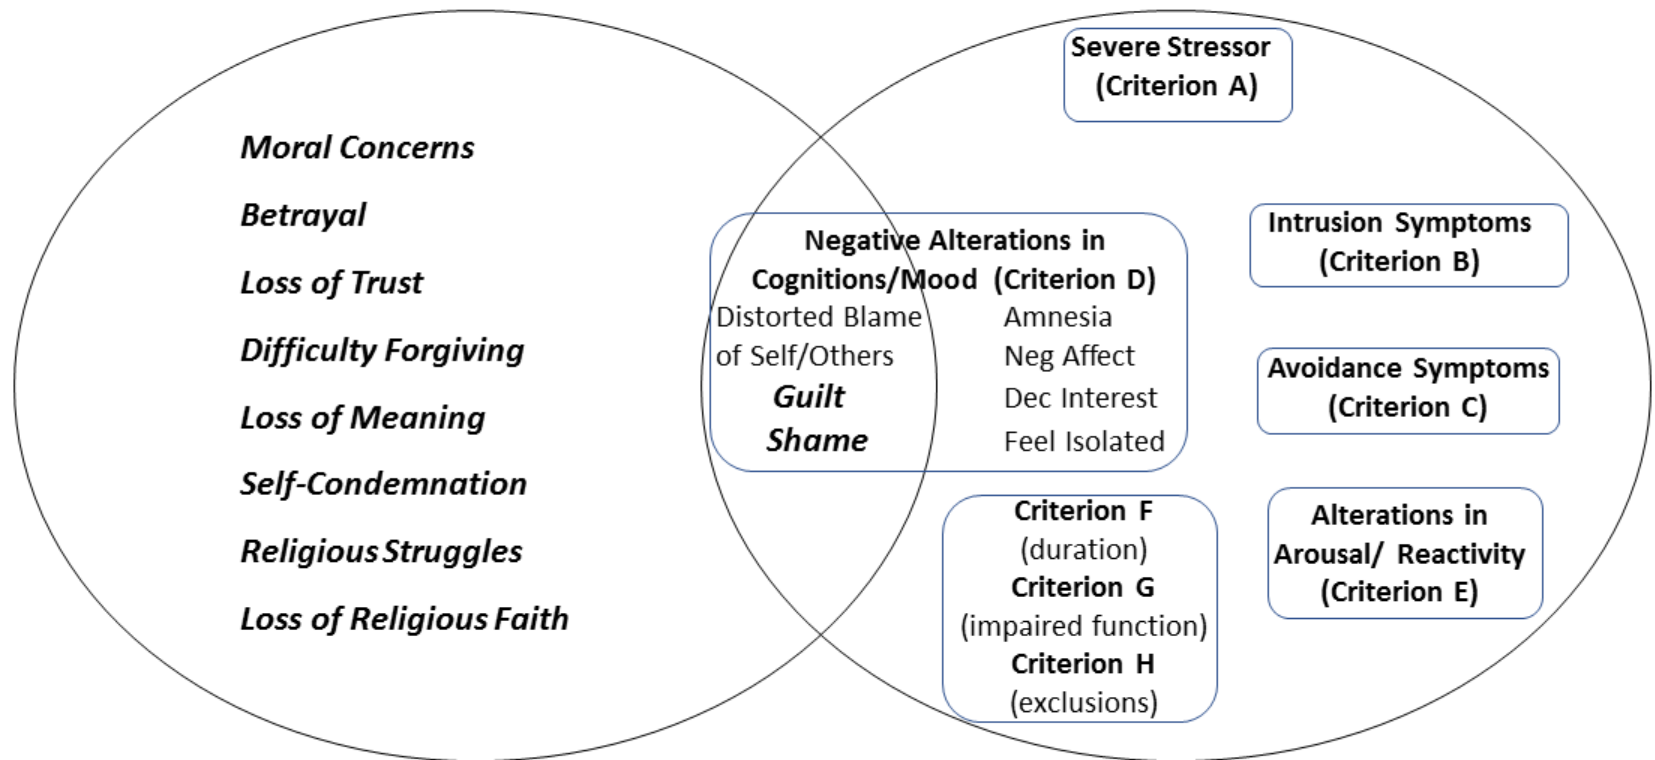 Moral Concerns
Betrayal
Loss of Trust
Difficulty Forgiving
Loss of Meaning
Self-Condemnation
Religious Struggles
Loss of Religious Faith
Negative Alterations in
Cognitions/Mood (Criterion D)
Distorted Blame
of Self/Others
Guilt
Shame
Amnesia
Neg Affect
Dec Interest
Feel Isolated
Severe Stressor
(Criterion A)
Intrusion Symptoms
(Criterion B)
Avoidance Symptoms
(Criterion C)
Alterations in
Arousal/ Reactivity
(Criterion E)
Criterion F
(duration)
Criterion G
(impaired function)
Criterion H
(exclusions)